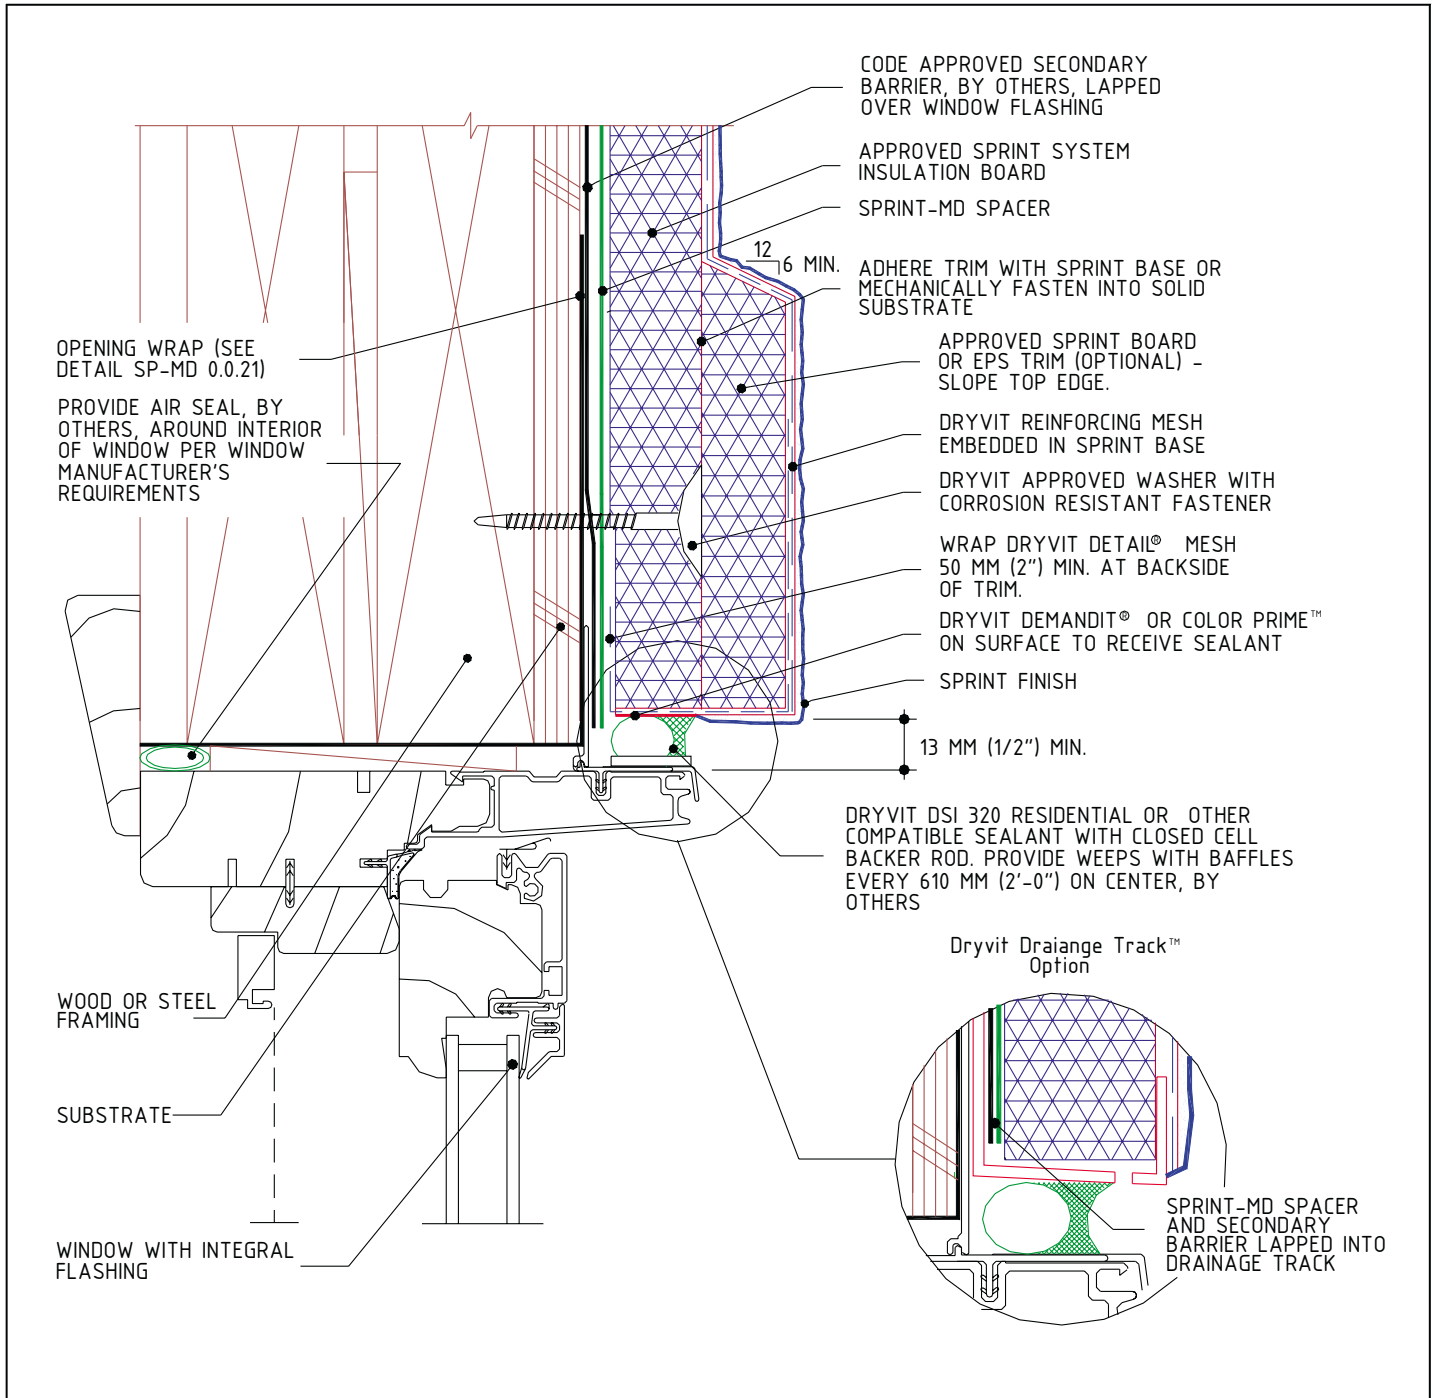 CODE APPROVED SECONDARY
BARRIER, BY OTHERS, LAPPED
OVER WINDOW FLASHING
APPROVED SPRINT SYSTEM
INSULATION BOARD
SPRINT-MD SPACER
12
6 MIN.
ADHERE TRIM WITH SPRINT BASE OR
MECHANICALLY FASTEN INTO SOLID
SUBSTRATE
APPROVED SPRINT BOARD
OR EPS TRIM (OPTIONAL) -
SLOPE TOP EDGE.
DRYVIT REINFORCING MESH
EMBEDDED IN SPRINT BASE
DRYVIT APPROVED WASHER WITH
CORROSION RESISTANT FASTENER
WRAP DRYVIT DETAIL® MESH
50 MM (2") MIN. AT BACKSIDE
OF TRIM.
DRYVIT DEMANDIT® OR COLOR PRIME™
ON SURFACE TO RECEIVE SEALANT
SPRINT FINISH
13 MM (1/2") MIN.
DRYVIT DSI 320 RESIDENTIAL OR OTHER
COMPATIBLE SEALANT WITH CLOSED CELL
BACKER ROD. PROVIDE WEEPS WITH BAFFLES
EVERY 610 MM (2'-0") ON CENTER, BY
OTHERS
OPENING WRAP (SEE
DETAIL SP-MD 0.0.21)
PROVIDE AIR SEAL, BY
OTHERS, AROUND INTERIOR
OF WINDOW PER WINDOW
MANUFACTURER'S
REQUIREMENTS
WOOD OR STEEL
FRAMING
SUBSTRATE
WINDOW WITH INTEGRAL
FLASHING
Dryvit Draiange Track™
Option
SPRINT-MD SPACER
AND SECONDARY
BARRIER LAPPED INTO
DRAINAGE TRACK